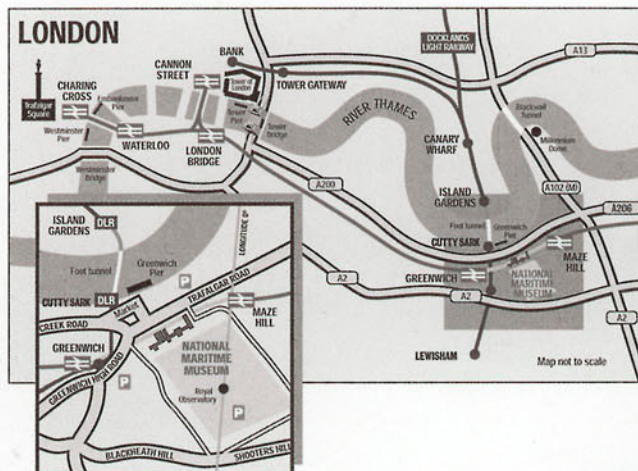 LONDON
DOCKLANDS
LIGHT RAILWAY
A13
BANK
CANNON
STREET
TOWER GATEWAY
Tower of
London
CHARING
CROSS
Embankment
Pier
Trafalgar
Square
Westminster
Pier
WATERLOO
LONDON
BRIDGE
Tower
Pier
Tower
Bridge
RIVER THAMES
Blackwall
Tunnel
Millennium
Dome
CANARY
WHARF
Westminster
Bridge
ISLAND
GARDENS
A200
A102 (M)
A206
Foot tunnel
Greenwich
Pier
CUTTY SARK
MAZE
HILL
GREENWICH
NATIONAL
MARITIME
MUSEUM
A2
A2
A2
LEWISHAM
Map not to scale
ISLAND
GARDENS
DLR
LONGITUDE 0°
Foot tunnel
Greenwich
Pier
P
TRAFALGAR ROAD
CUTTY SARK
DLR
Market
MAZE
HILL
CREEK ROAD
GREENWICH
NATIONAL
MARITIME
MUSEUM
GREENWICH HIGH ROAD
P
Royal
Observatory
P
BLACKHEATH HILL
SHOOTERS HILL